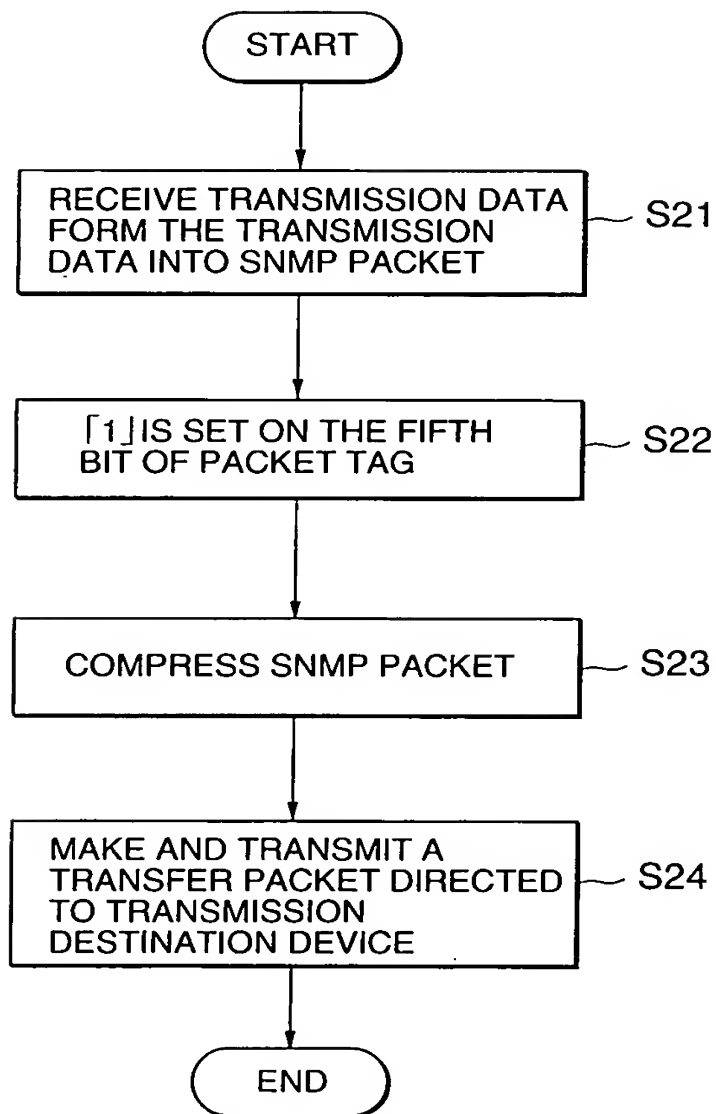 START
RECEIVE TRANSMISSION DATA
FORM THE TRANSMISSION
DATA INTO SNMP PACKET
S21
「1」IS SET ON THE FIFTH
BIT OF PACKET TAG
S22
COMPRESS SNMP PACKET
S23
MAKE AND TRANSMIT A
TRANSFER PACKET DIRECTED
TO TRANSMISSION
DESTINATION DEVICE
S24
END